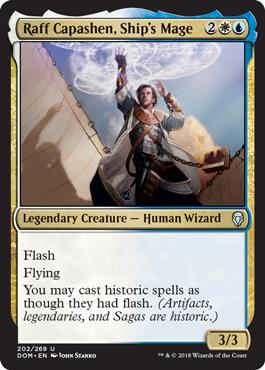 Raff Capashen, Ship's Mage 2
Legendary Creature — Human Wizard
Flash
Flying
You may cast historic spells as
though they had flash. (Artifacts,
legendaries, and Sagas are historic.)
3/3
202/269 U
DOM • EN JOHN STANKO
™ & © 2018 Wizards of the Coast